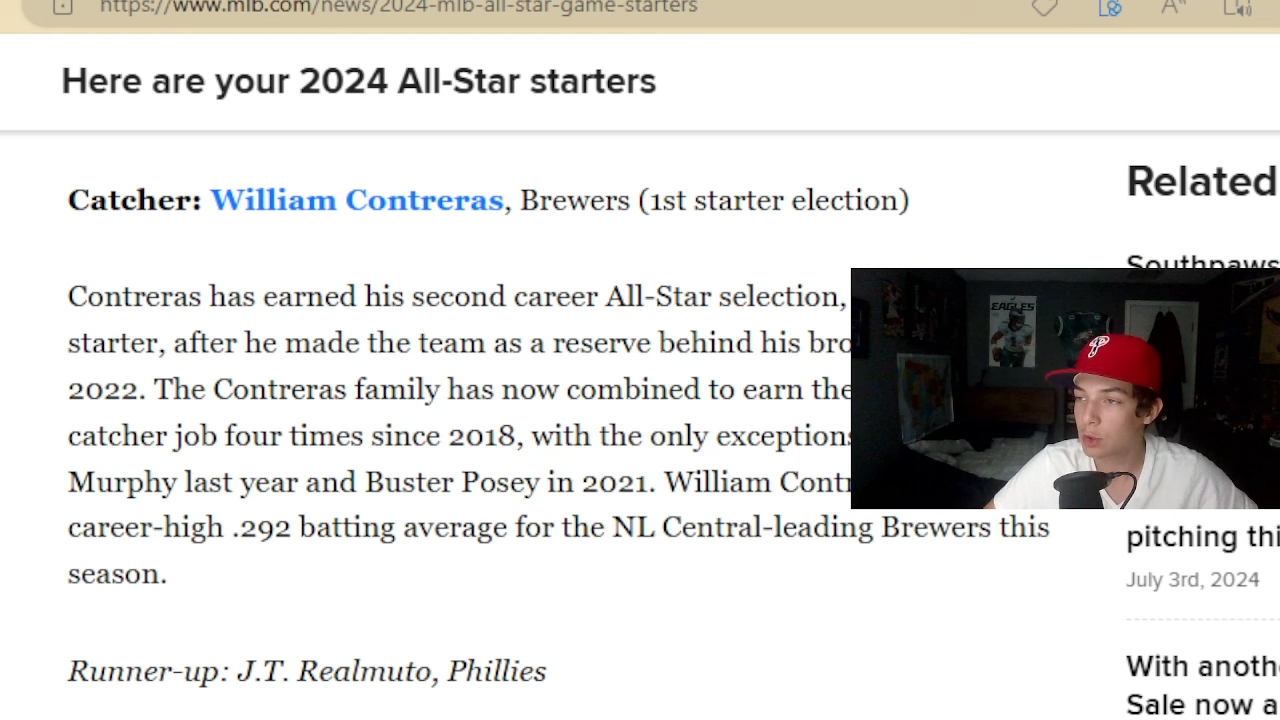 https://www.mlb.com/news/2024-mlb-all-star-game-starters
Here are your 2024 All-Star starters
Catcher: William Contreras, Brewers (1st starter election)
Related
Southpaws
Contreras has earned his second career All-Star selection,
EAGLES
starter, after he made the team as a reserve behind his bro
2022. The Contreras family has now combined to earn the
catcher job four times since 2018, with the only exceptions
Murphy last year and Buster Posey in 2021. William Contr
career-high .292 batting average for the NL Central-leading Brewers this
season.
pitching thi
July 3rd, 2024
Runner-up: J.T. Realmuto, Phillies
With anoth
Sale now a